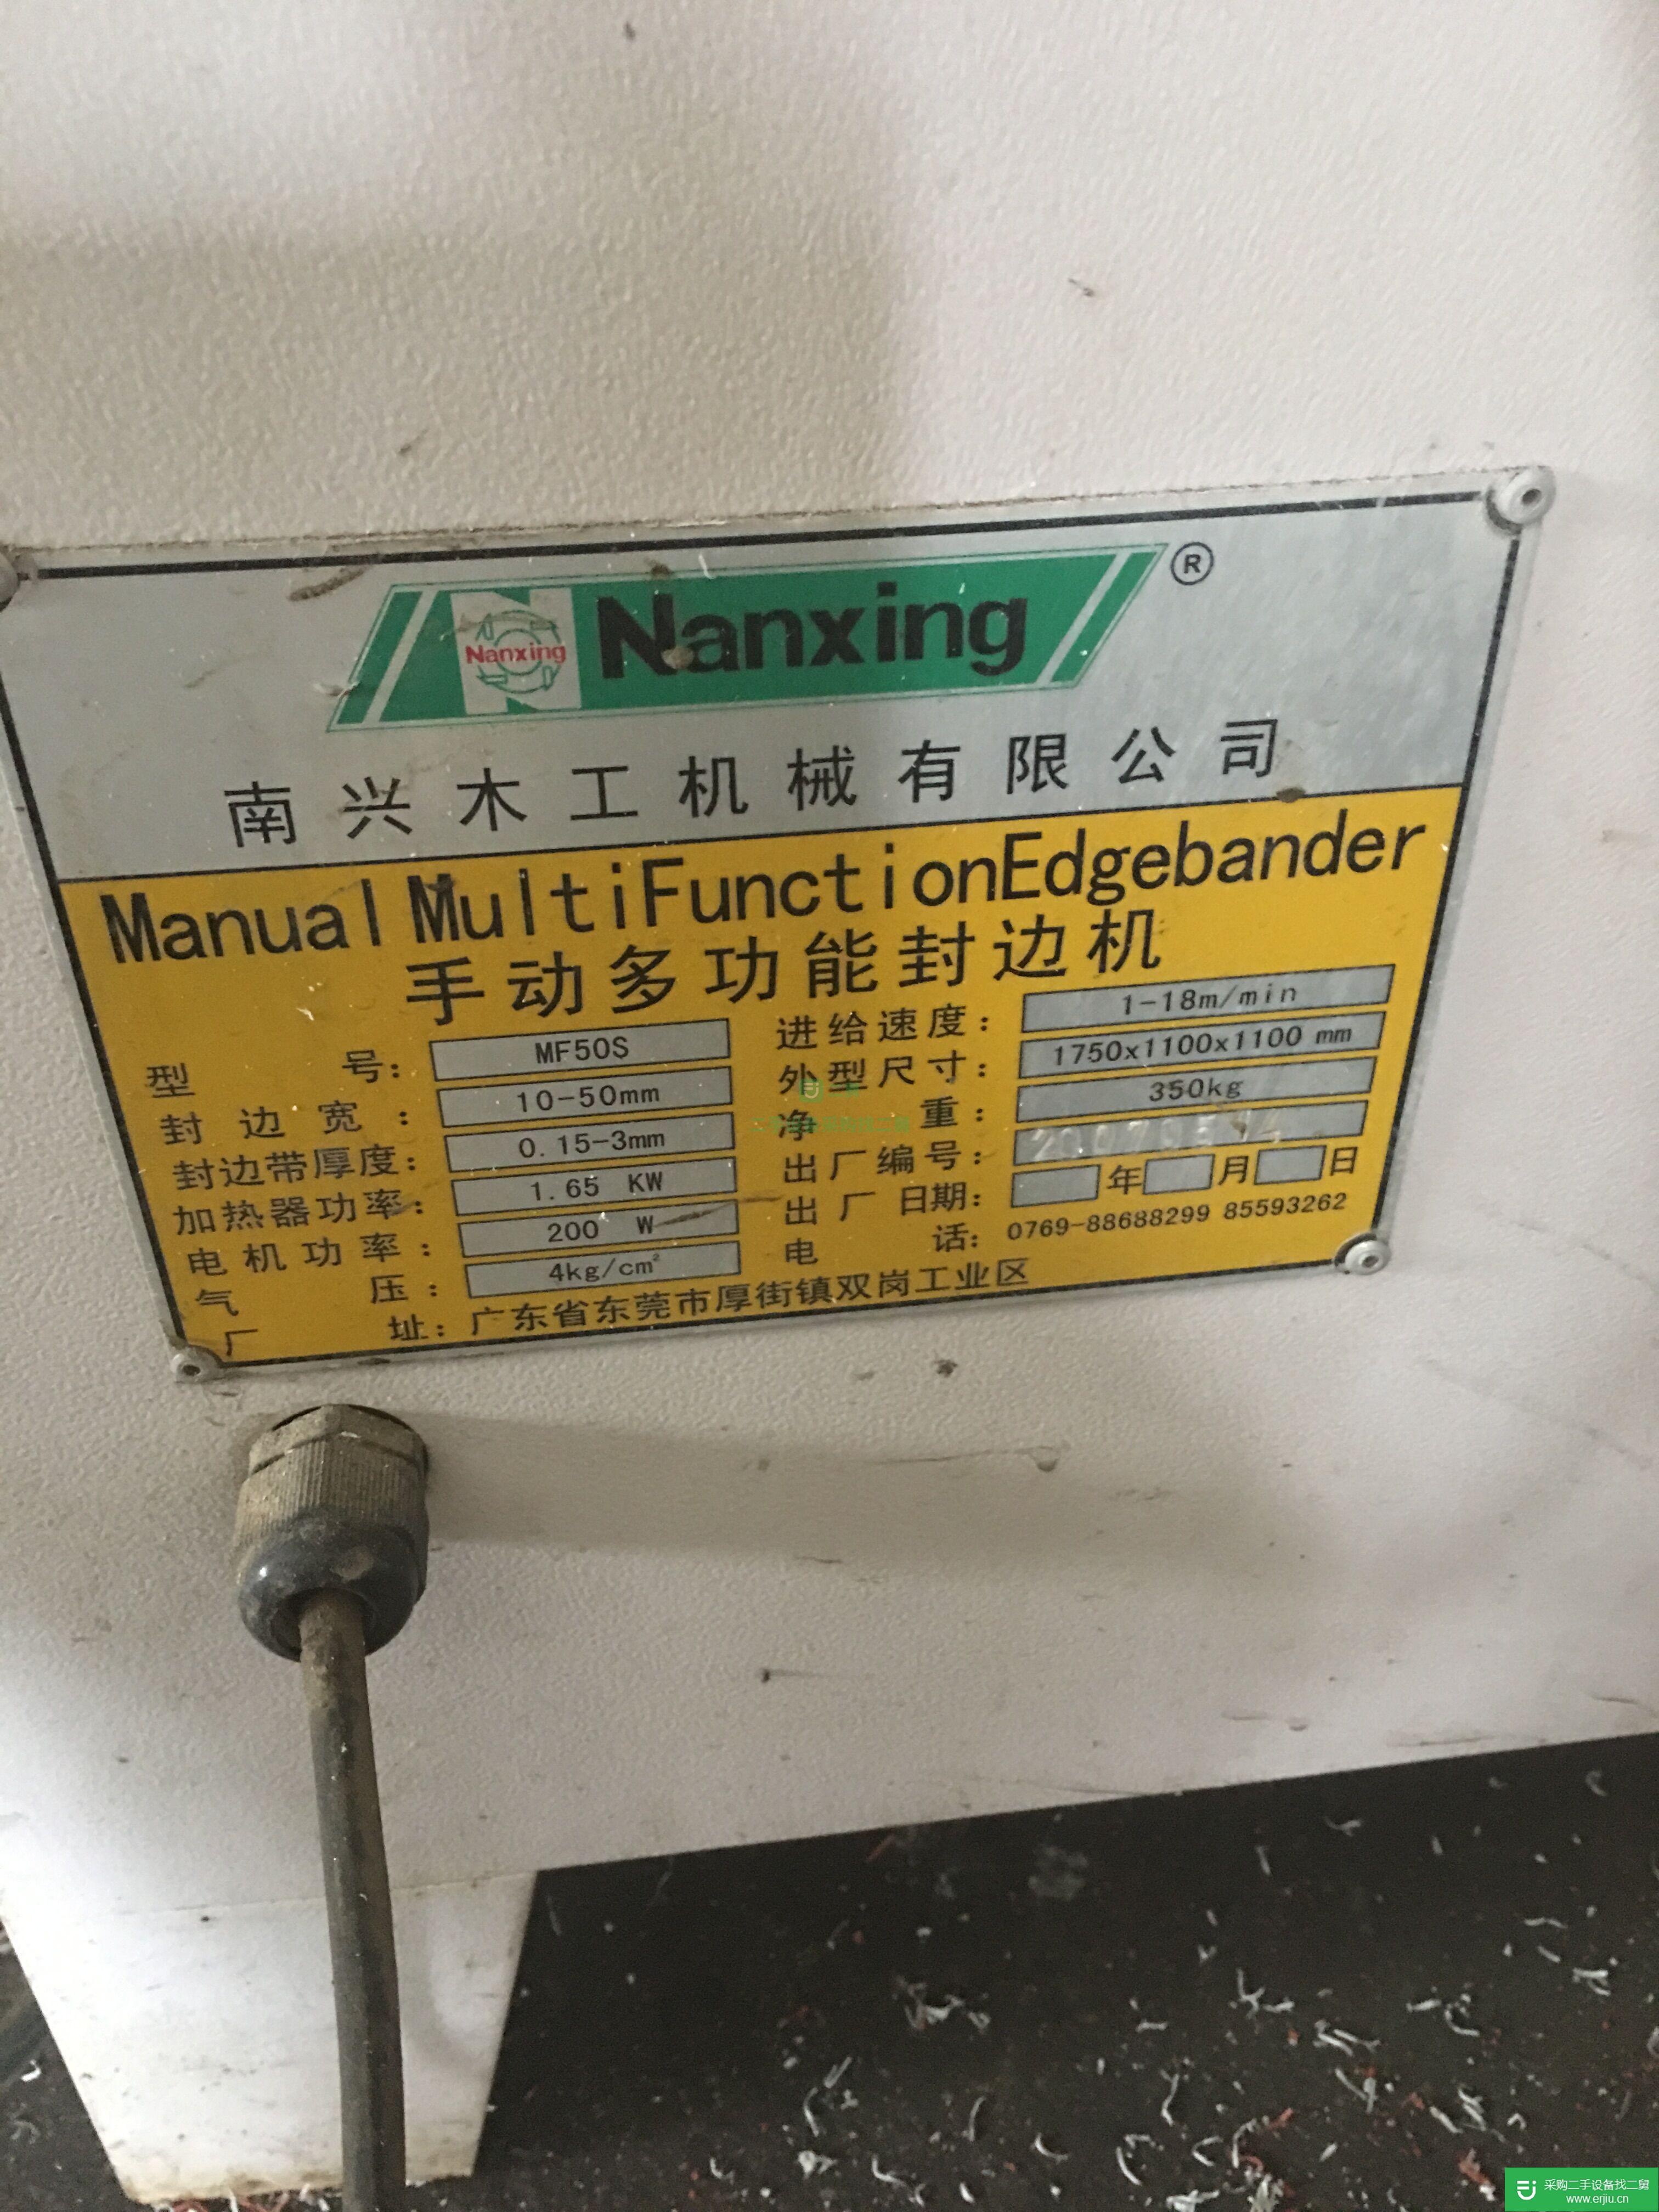 Nanxing
Nanxing ®
南兴木工机械有限公司
Manual MultiFunctionEdgebander
手动多功能封边机
型号： MF50S
封边宽： 10-50mm
封边带厚度： 0.15-3mm
加热器功率： 1.65 KW
电机功率： 200 W
气压： 4kg/cm²
进给速度： 1-18m/min
外型尺寸： 1750x1100x1100 mm
净重： 350kg
出厂编号：
出厂日期： 年 月 日
电话： 0769-88688299 85593262
厂址： 广东省东莞市厚街镇双岗工业区
采购二手设备找二舅
www.erjiu.cn